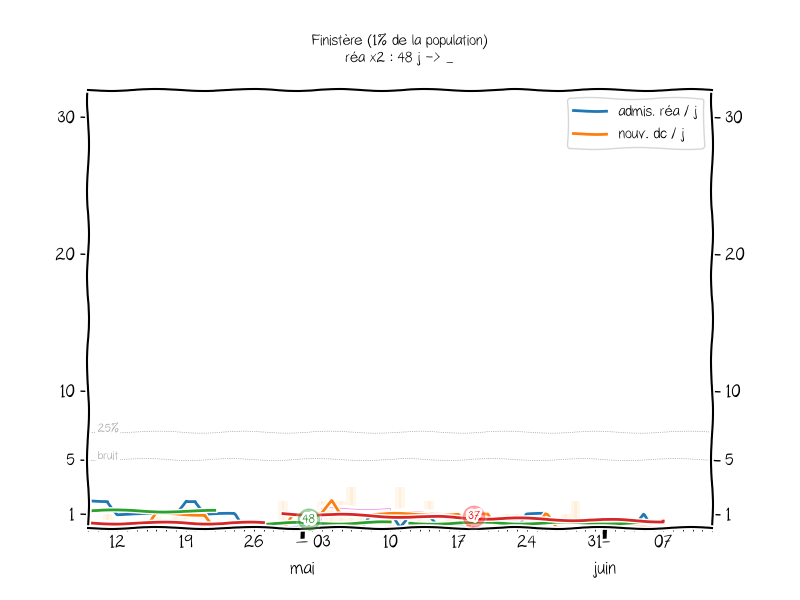 Finistère (1% de la population)
réa x2 : 48 j -> _
admis. réa / j
nouv. dc / j
30 30
20 20
10 10
25%
5 bruit 5
1 48 37 1
12 19 26 03 10 17 24 31 07
mai juin